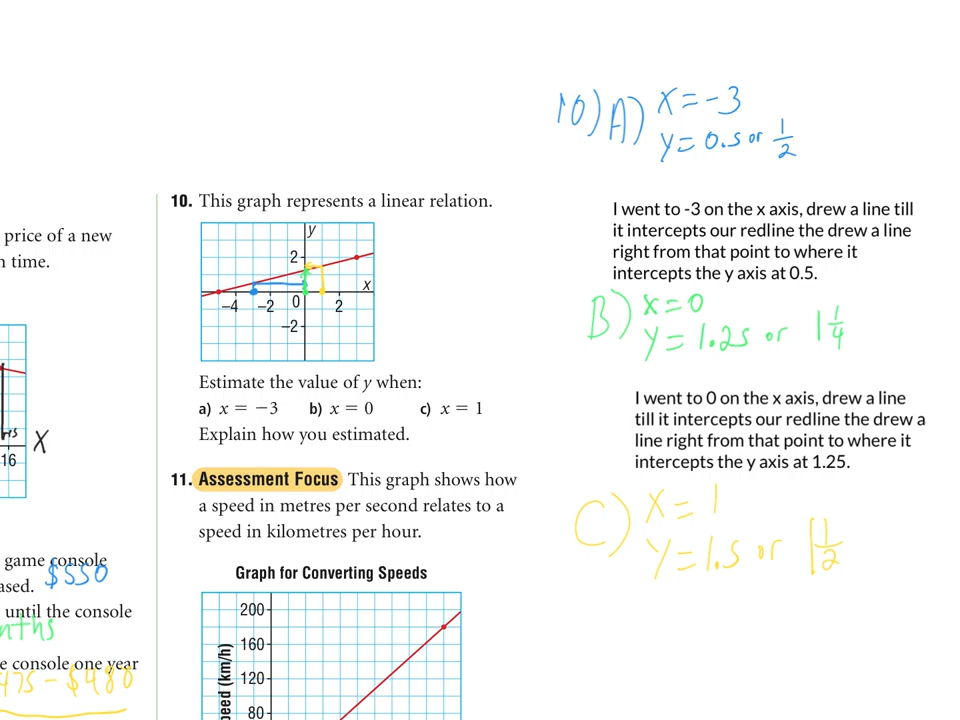 price of a new
time.
X
16
game console
$550
ased.
until the console
nths
e console one year
475 - $480
10. This graph represents a linear relation.
y
2
x
-4 -2 0 2
-2
Estimate the value of y when:
a) x = −3 b) x = 0 c) x = 1
Explain how you estimated.
11. Assessment Focus This graph shows how
a speed in metres per second relates to a
speed in kilometres per hour.
Graph for Converting Speeds
200
160
120
80
peed (km/h)
10) A) x = -3
y = 0.5 or 1/2
I went to -3 on the x axis, drew a line till
it intercepts our redline the drew a line
right from that point to where it
intercepts the y axis at 0.5.
B) x = 0
y = 1.25 or 1 1/4
I went to 0 on the x axis, drew a line
till it intercepts our redline the drew a
line right from that point to where it
intercepts the y axis at 1.25.
C) x = 1
y = 1.5 or 1 1/2